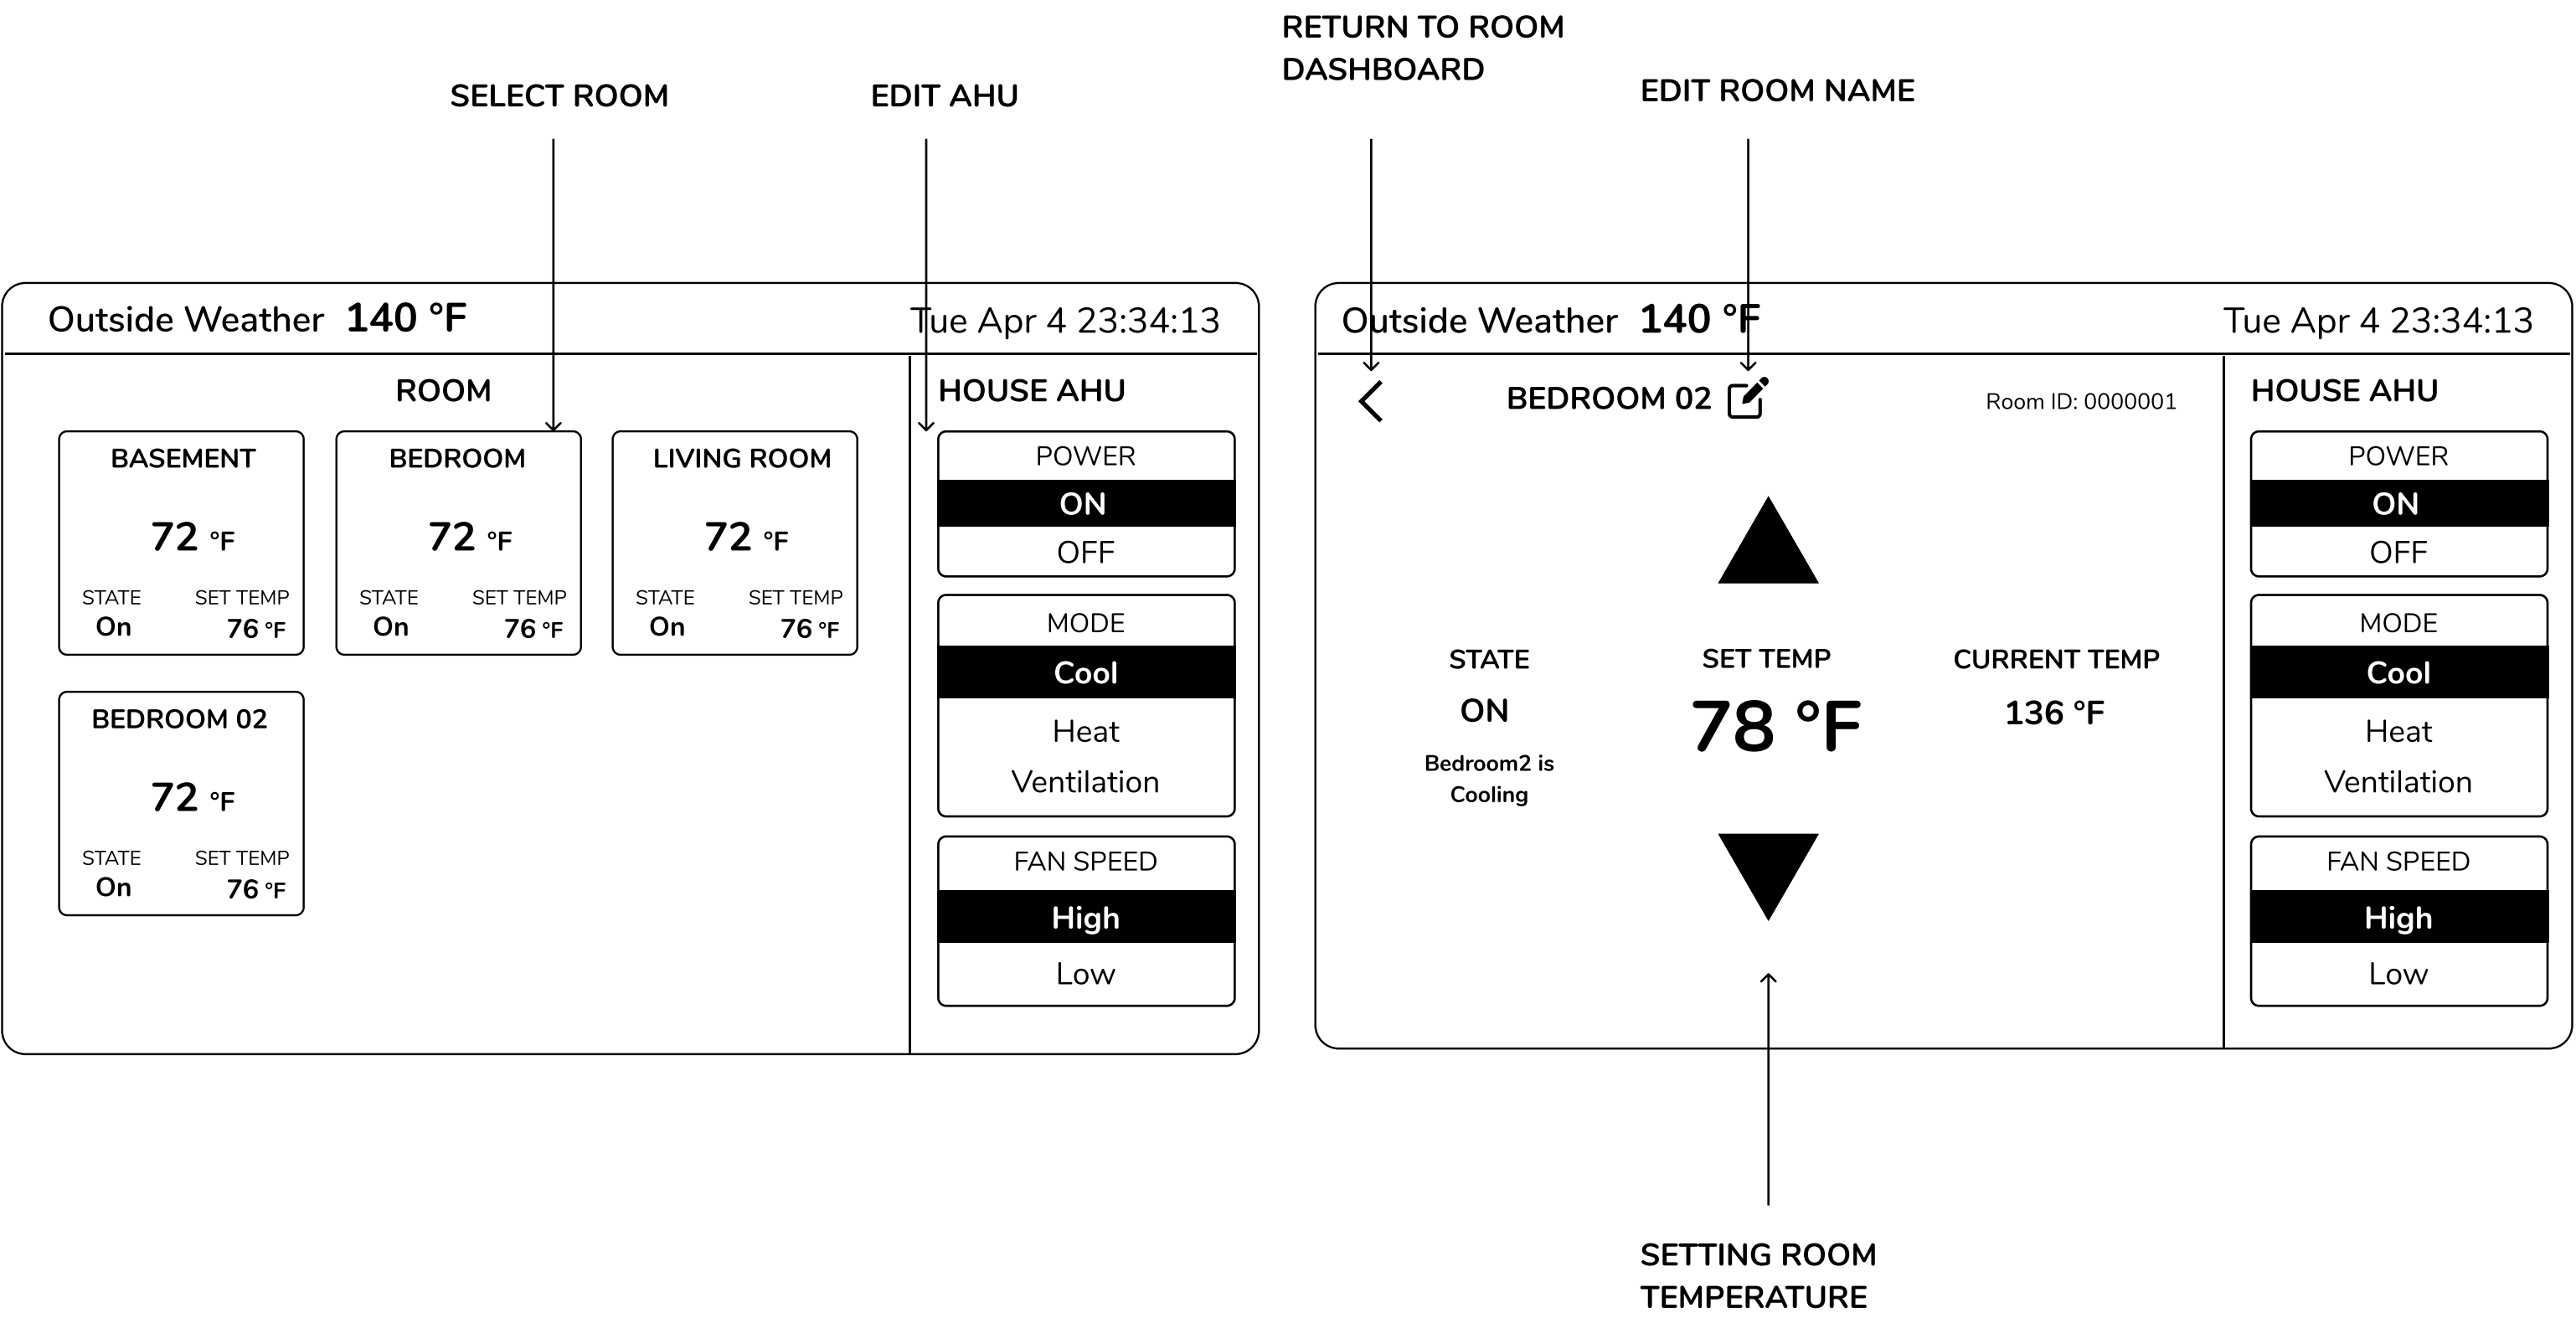 RETURN TO ROOM
DASHBOARD
SELECT ROOM
EDIT AHU
EDIT ROOM NAME
Outside Weather 140 °F
Tue Apr 4 23:34:13
ROOM
BASEMENT
72 °F
STATE SET TEMP
On 76 °F
BEDROOM
72 °F
STATE SET TEMP
On 76 °F
LIVING ROOM
72 °F
STATE SET TEMP
On 76 °F
BEDROOM 02
72 °F
STATE SET TEMP
On 76 °F
HOUSE AHU
POWER
ON
OFF
MODE
Cool
Heat
Ventilation
FAN SPEED
High
Low
Outside Weather 140 °F
Tue Apr 4 23:34:13
BEDROOM 02
Room ID: 0000001
STATE
ON
Bedroom2 is
Cooling
SET TEMP
78 °F
CURRENT TEMP
136 °F
HOUSE AHU
POWER
ON
OFF
MODE
Cool
Heat
Ventilation
FAN SPEED
High
Low
SETTING ROOM
TEMPERATURE